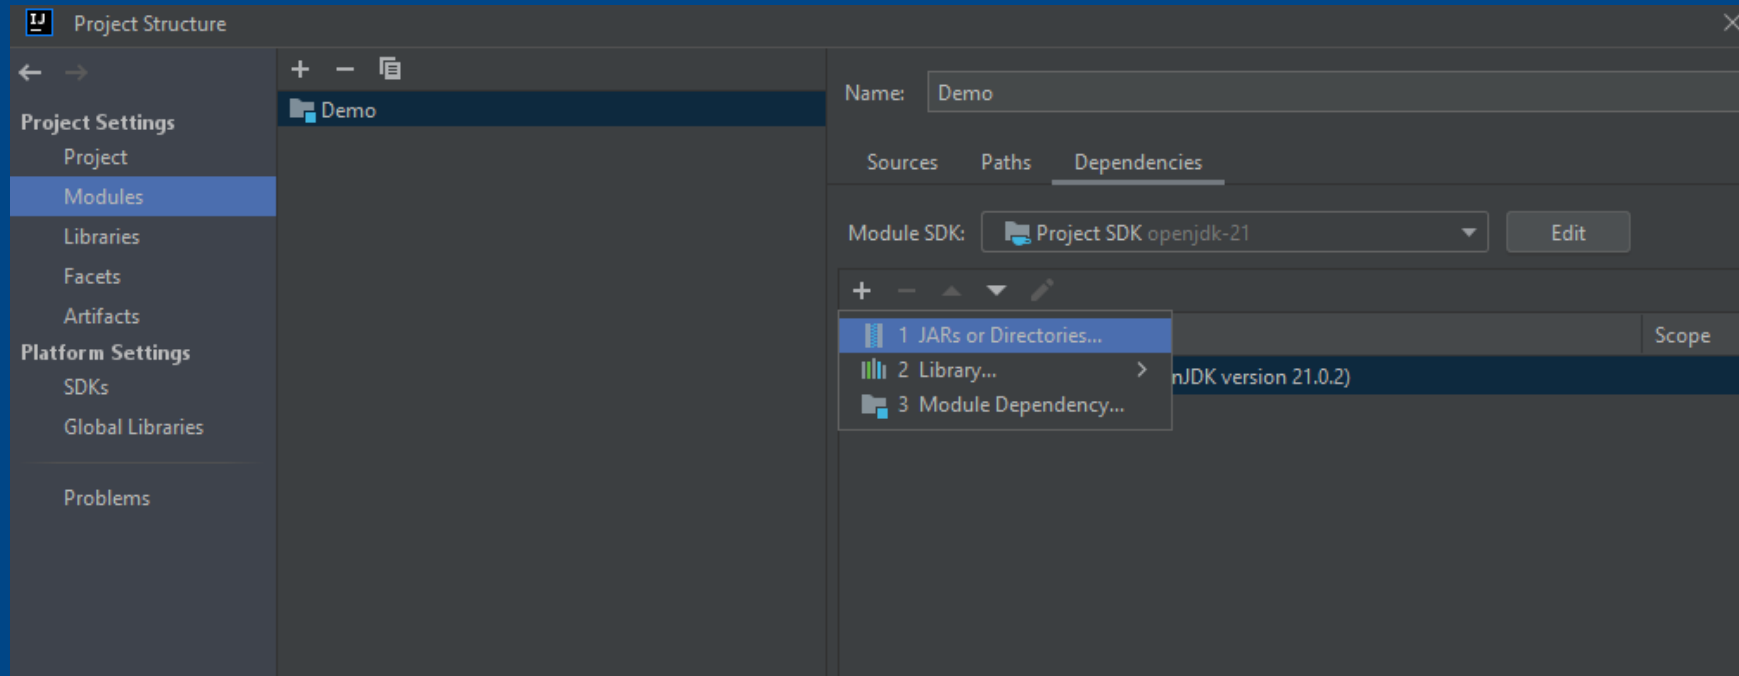 IJ
Project Structure
Project Settings
Project
Modules
Libraries
Facets
Artifacts
Platform Settings
SDKs
Global Libraries
Problems
Demo
Name: Demo
Sources Paths Dependencies
Module SDK: Project SDK openjdk-21 Edit
Scope
1 JARs or Directories...
2 Library...
3 Module Dependency...
JDK version 21.0.2)